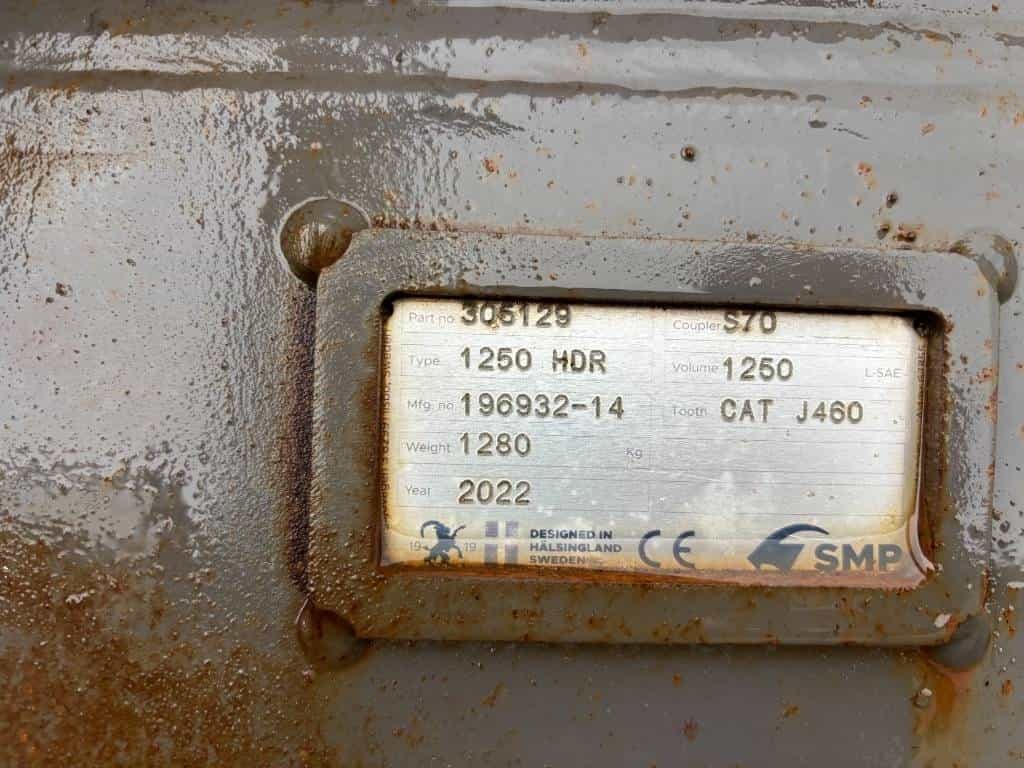 Part no 305129
Coupler S70
Type 1250 HDR
Volume 1250 L-SAE
Mfg. no 196932-14
Tooth CAT J460
Weight 1280 Kg
Year 2022
19 19
DESIGNED IN
HÄLSINGLAND
SWEDEN
CE
SMP